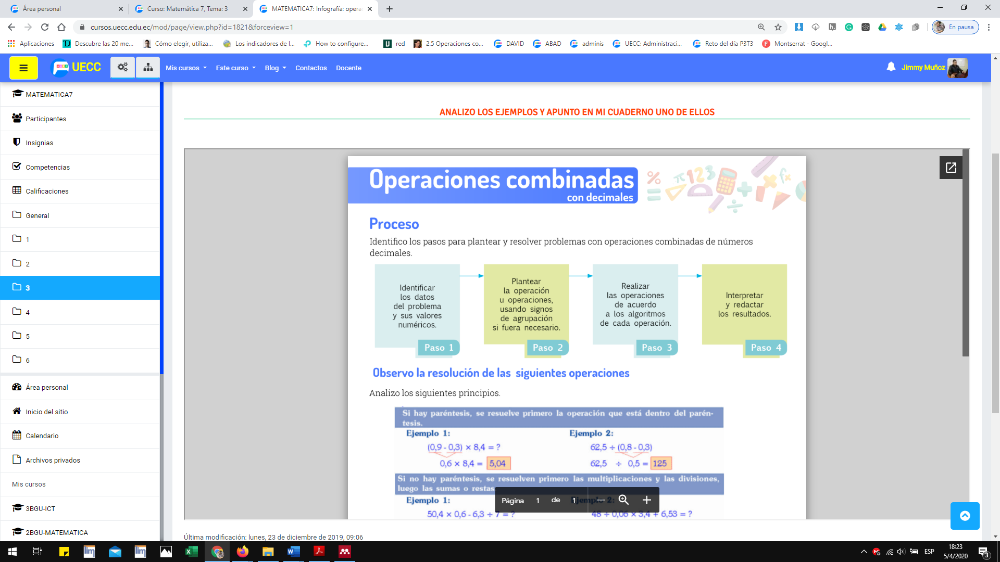 Área personal
Curso: Matemática 7, Tema: 3
MATEMATICA7: Infografía: opera
cursos.uecc.edu.ec/mod/page/view.php?id=1821&forceview=1
En pausa
Aplicaciones
Descubre las 20 me...
Cómo elegir, utiliza...
Los indicadores de l...
How to configure...
red
2.5 Operaciones co...
DAVID
ABAD
adminis
UECC: Administraci...
Reto del día P3T3
Montserrat - Googl...
UECC
Mis cursos
Este curso
Blog
Contactos
Docente
Jimmy Muñoz
MATEMATICA7
Participantes
Insignias
Competencias
Calificaciones
General
1
2
3
4
5
6
Área personal
Inicio del sitio
Calendario
Archivos privados
Mis cursos
3BGU-ICT
2BGU-MATEMATICA
ANALIZO LOS EJEMPLOS Y APUNTO EN MI CUADERNO UNO DE ELLOS
Operaciones combinadas
con decimales
Proceso
Identifico los pasos para plantear y resolver problemas con operaciones combinadas de números
decimales.
Identificar
los datos
del problema
y sus valores
numéricos.
Paso 1
Plantear
la operación
u operaciones,
usando signos
de agrupación
si fuera necesario.
Paso 2
Realizar
las operaciones
de acuerdo
a los algoritmos
de cada operación.
Paso 3
Interpretar
y redactar
los resultados.
Paso 4
Observo la resolución de las siguientes operaciones
Analizo los siguientes principios.
Si hay paréntesis, se resuelve primero la operación que está dentro del parén-
tesis.
Ejemplo 1:
(0,9 - 0,3) × 8,4 = ?
0,6 × 8,4 = 5,04
Ejemplo 2:
62,5 ÷ (0,8 - 0,3)
62,5 ÷ 0,5 = 125
Si no hay paréntesis, se resuelven primero las multiplicaciones y las divisiones,
luego las sumas o restas.
Ejemplo 1:
50,4 × 0,6 - 6,3 ÷ 7 = ?
Ejemplo 2:
48 ÷ 0,06 × 3,4 + 6,53 = ?
Página 1 de 1
Última modificación: lunes, 23 de diciembre de 2019, 09:06
ESP
18:23
5/4/2020
3